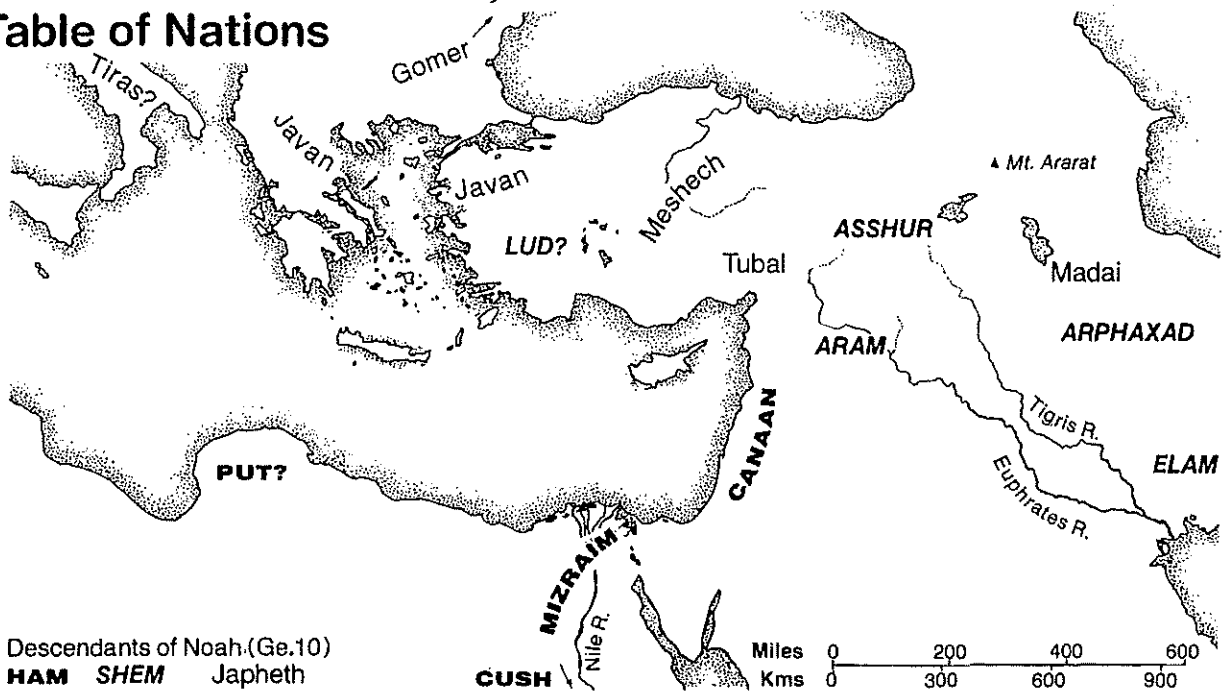 Table of Nations
Gomer
Tiras?
Javan
Javan
Meshech
Mt. Ararat
LUD?
ASSHUR
Tubal
Madai
ARAM
ARPHAXAD
Tigris R.
CANAAN
PUT?
ELAM
Euphrates R.
MIZRAIM
Nile R.
CUSH
Descendants of Noah.(Ge.10)
HAM SHEM Japheth
Miles 0 200 400 600
Kms 0 300 600 900